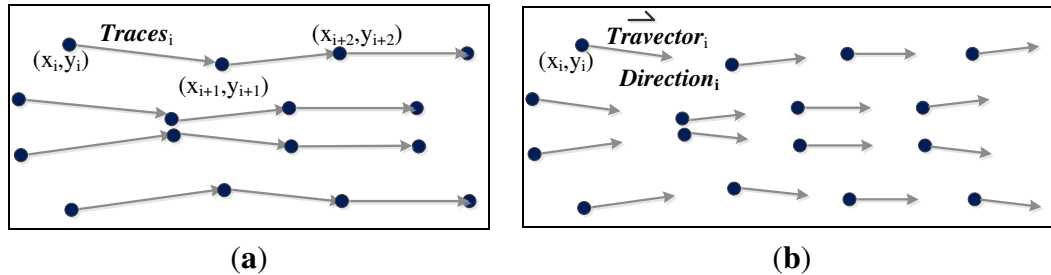 Traces_i
(x_i,y_i)
(x_{i+1},y_{i+1})
(x_{i+2},y_{i+2})
(a)
Travector_i
(x_i,y_i)
Direction_i
(b)